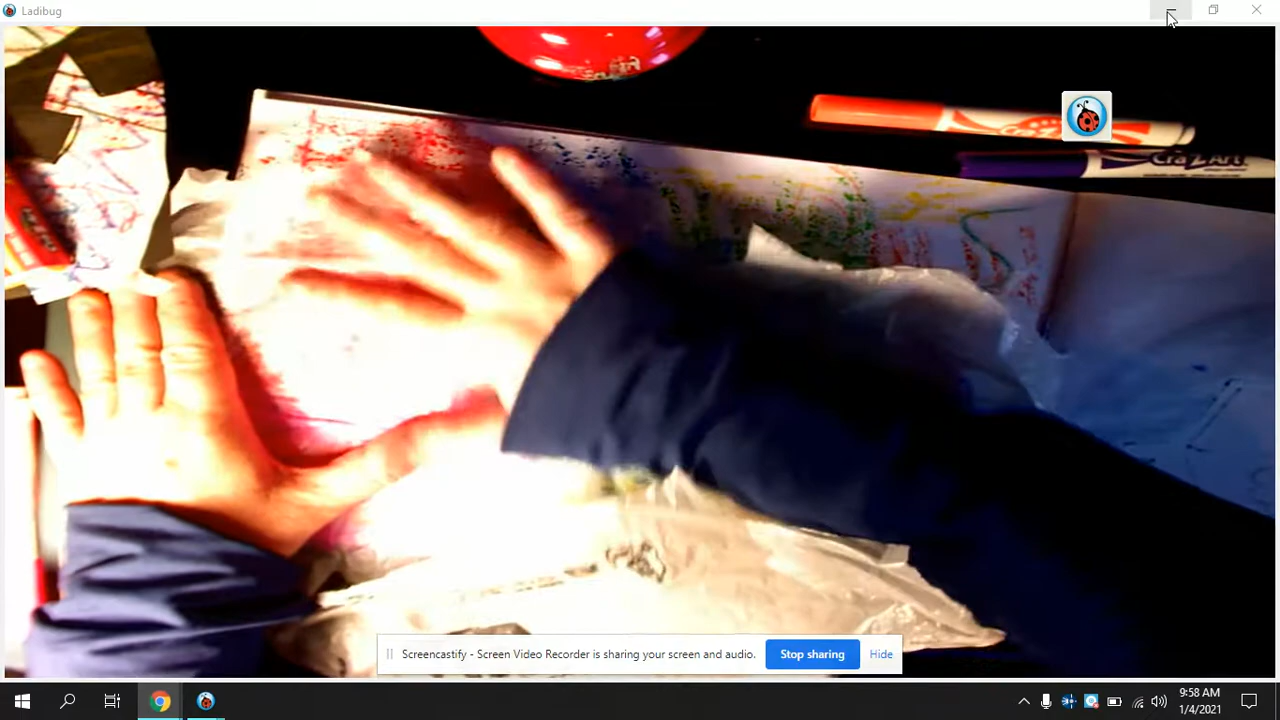 Ladibug
Cra-Z-Art
Screencastify - Screen Video Recorder is sharing your screen and audio.
Stop sharing
Hide
9:58 AM
1/4/2021